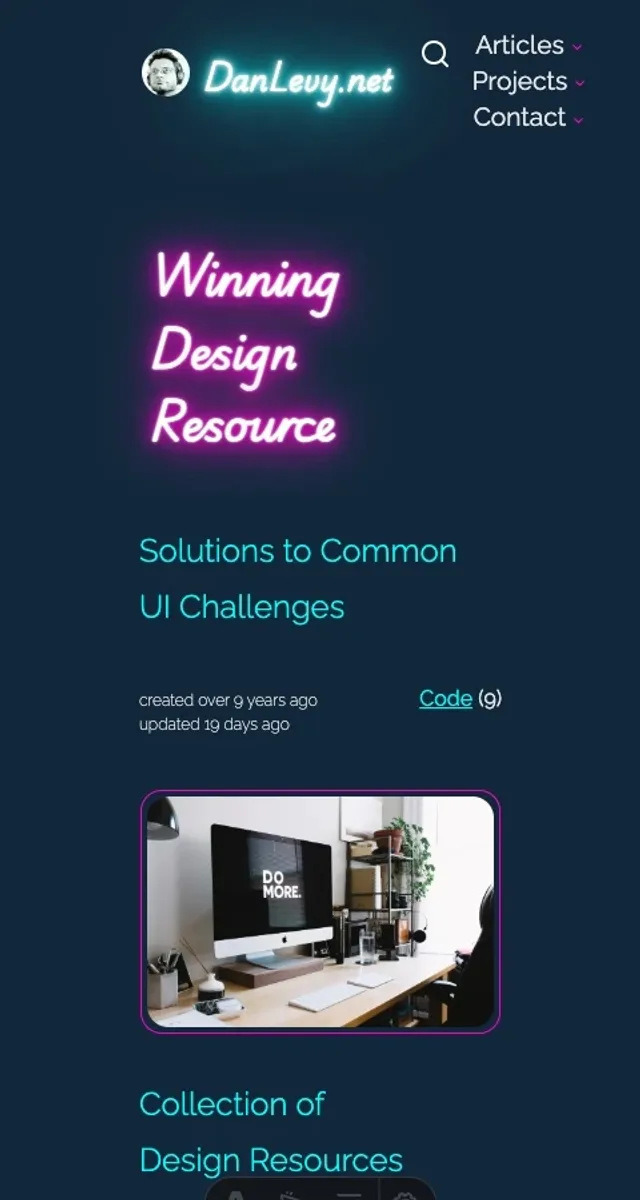 DanLevy.net
Articles
Projects
Contact
Winning
Design
Resource
Solutions to Common
UI Challenges
created over 9 years ago
updated 19 days ago
Code (9)
DO
MORE.
Collection of
Design Resources